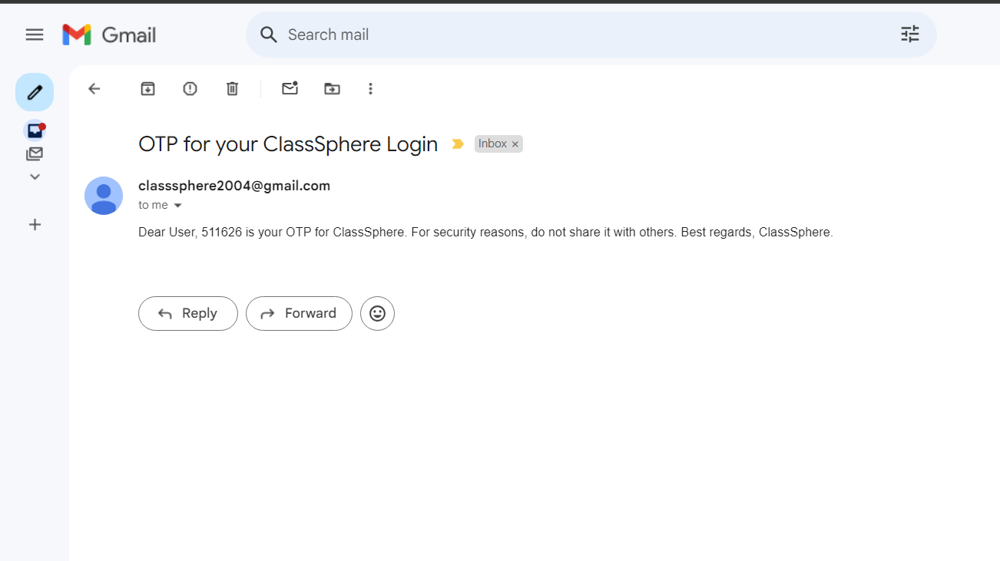 Gmail
Search mail
OTP for your ClassSphere Login
Inbox ×
classsphere2004@gmail.com
to me
Dear User, 511626 is your OTP for ClassSphere. For security reasons, do not share it with others. Best regards, ClassSphere.
Reply
Forward